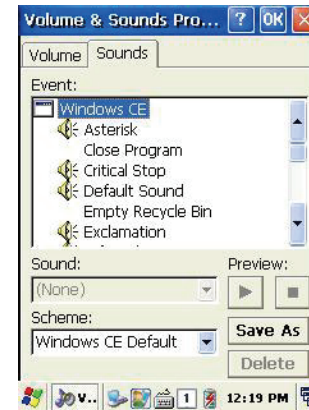 Volume & Sounds Pro... ? OK
Volume Sounds
Event:
Windows CE
Asterisk
Close Program
Critical Stop
Default Sound
Empty Recycle Bin
Exclamation
Sound: Preview:
(None)
Scheme:
Windows CE Default Save As
Delete
V.. 1 12:19 PM